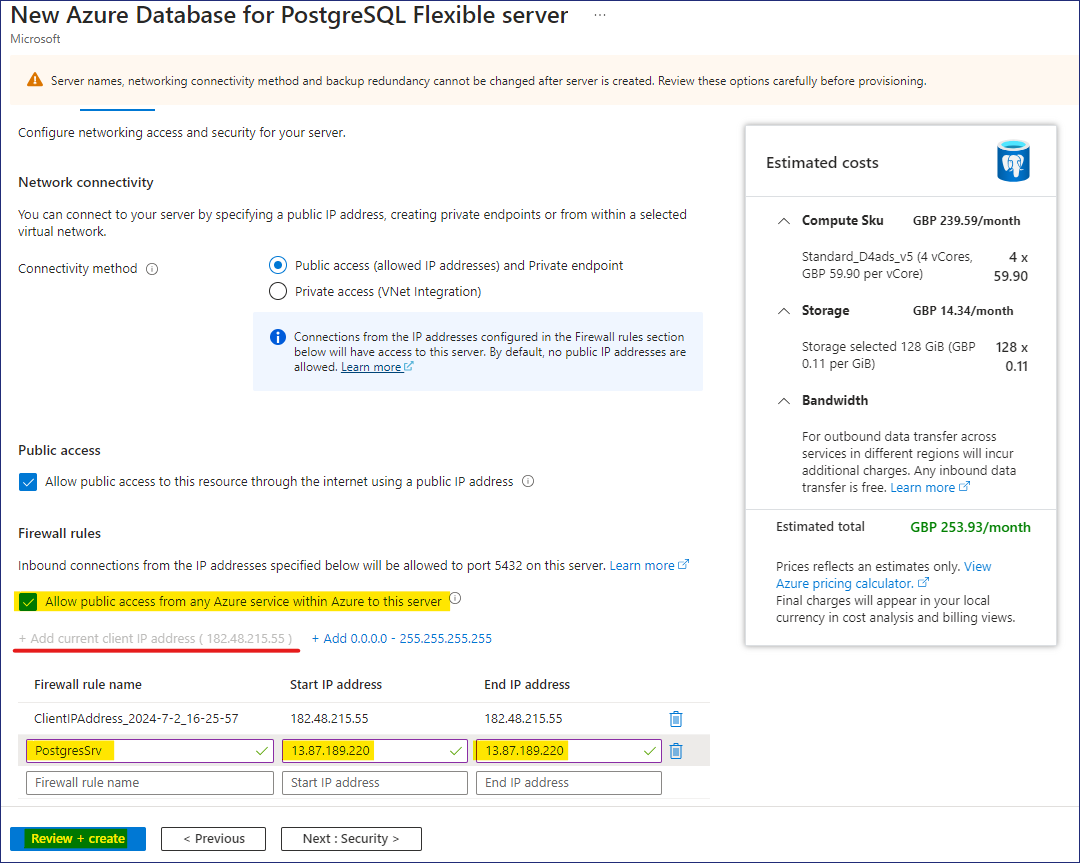 New Azure Database for PostgreSQL Flexible server ...
Microsoft
Server names, networking connectivity method and backup redundancy cannot be changed after server is created. Review these options carefully before provisioning.
Configure networking access and security for your server.
Network connectivity
You can connect to your server by specifying a public IP address, creating private endpoints or from within a selected
virtual network.
Connectivity method
Public access (allowed IP addresses) and Private endpoint
Private access (VNet Integration)
Connections from the IP addresses configured in the Firewall rules section
below will have access to this server. By default, no public IP addresses are
allowed. Learn more
Public access
Allow public access to this resource through the internet using a public IP address
Firewall rules
Inbound connections from the IP addresses specified below will be allowed to port 5432 on this server. Learn more
Allow public access from any Azure service within Azure to this server
+ Add current client IP address ( 182.48.215.55 ) + Add 0.0.0.0 - 255.255.255.255
Firewall rule name Start IP address End IP address
ClientIPAddress_2024-7-2_16-25-57 182.48.215.55 182.48.215.55
PostgresSrv 13.87.189.220 13.87.189.220
Firewall rule name Start IP address End IP address
Review + create < Previous Next : Security >
Estimated costs
Compute Sku GBP 239.59/month
Standard_D4ads_v5 (4 vCores, 4 x
GBP 59.90 per vCore) 59.90
Storage GBP 14.34/month
Storage selected 128 GiB (GBP 128 x
0.11 per GiB) 0.11
Bandwidth
For outbound data transfer across
services in different regions will incur
additional charges. Any inbound data
transfer is free. Learn more
Estimated total GBP 253.93/month
Prices reflect an estimates only. View
Azure pricing calculator.
Final charges will appear in your local
currency in cost analysis and billing views.